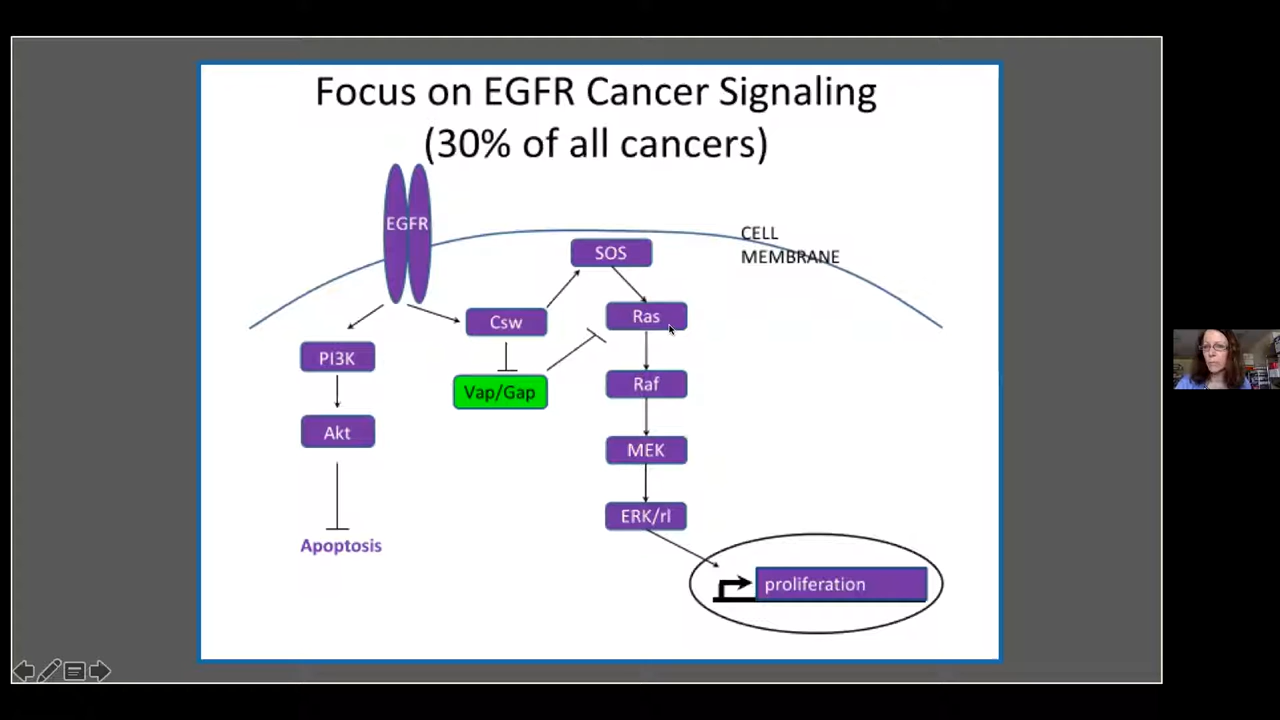 Focus on EGFR Cancer Signaling
(30% of all cancers)
EGFR
CELL
MEMBRANE
SOS
Csw
Ras
PI3K
Vap/Gap
Raf
Akt
MEK
ERK/rl
Apoptosis
proliferation